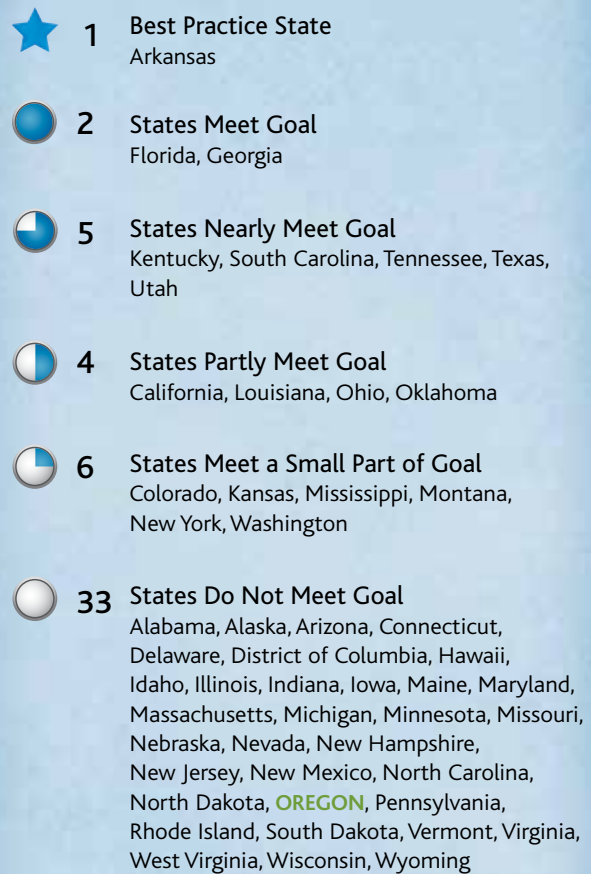 1 Best Practice State
Arkansas
2 States Meet Goal
Florida, Georgia
5 States Nearly Meet Goal
Kentucky, South Carolina, Tennessee, Texas,
Utah
4 States Partly Meet Goal
California, Louisiana, Ohio, Oklahoma
6 States Meet a Small Part of Goal
Colorado, Kansas, Mississippi, Montana,
New York, Washington
33 States Do Not Meet Goal
Alabama, Alaska, Arizona, Connecticut,
Delaware, District of Columbia, Hawaii,
Idaho, Illinois, Indiana, Iowa, Maine, Maryland,
Massachusetts, Michigan, Minnesota, Missouri,
Nebraska, Nevada, New Hampshire,
New Jersey, New Mexico, North Carolina,
North Dakota, OREGON, Pennsylvania,
Rhode Island, South Dakota, Vermont, Virginia,
West Virginia, Wisconsin, Wyoming